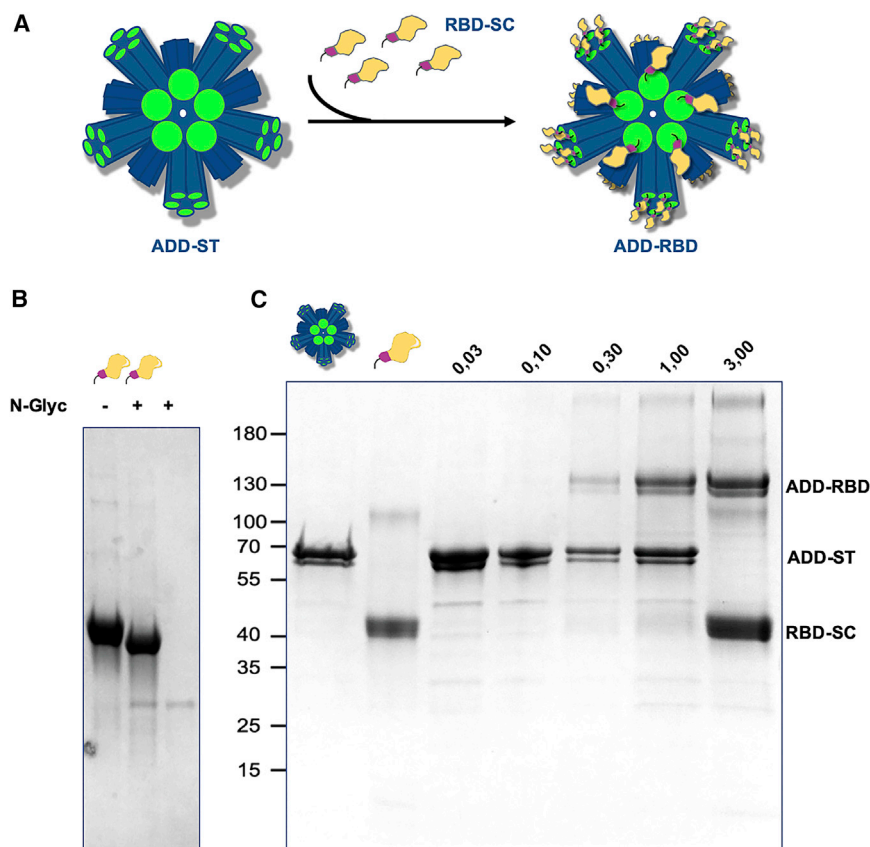 A
RBD-SC
ADD-ST
ADD-RBD
B
C
N-Glyc - + +
0,03 0,10 0,30 1,00 3,00
180
130
100
70
55
40
35
25
15
ADD-RBD
ADD-ST
RBD-SC